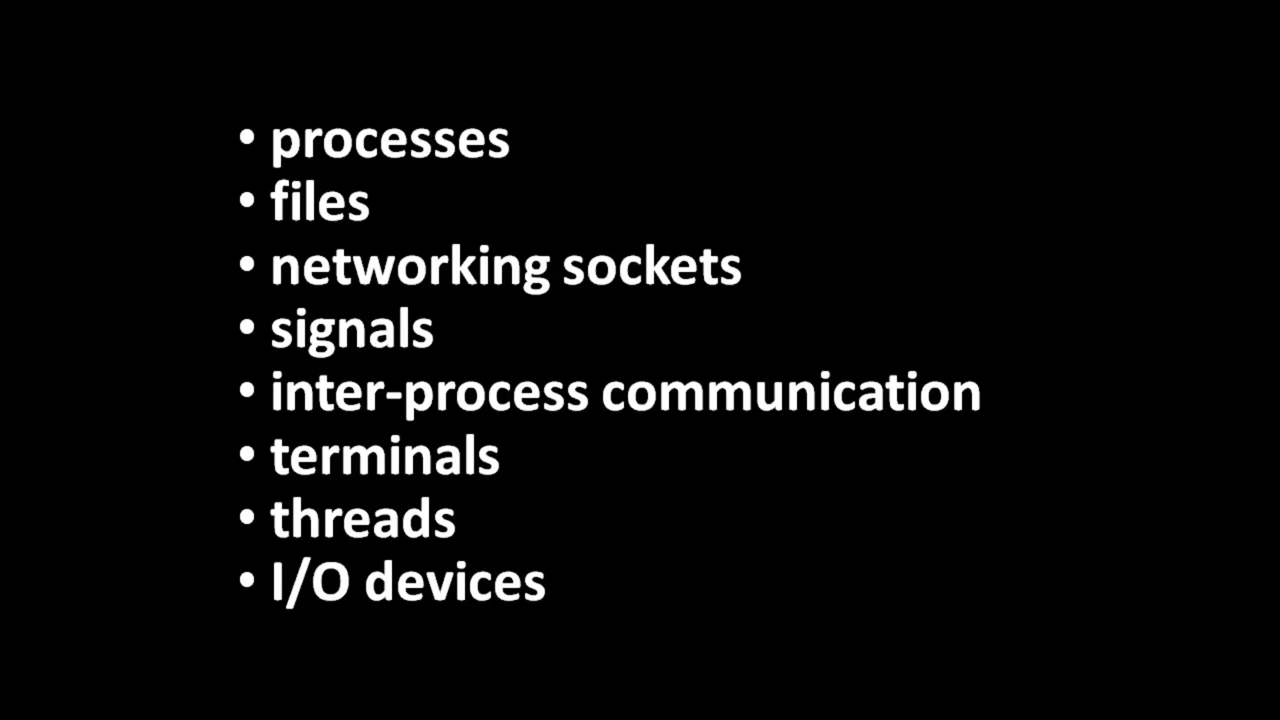 • processes
• files
• networking sockets
• signals
• inter-process communication
• terminals
• threads
• I/O devices